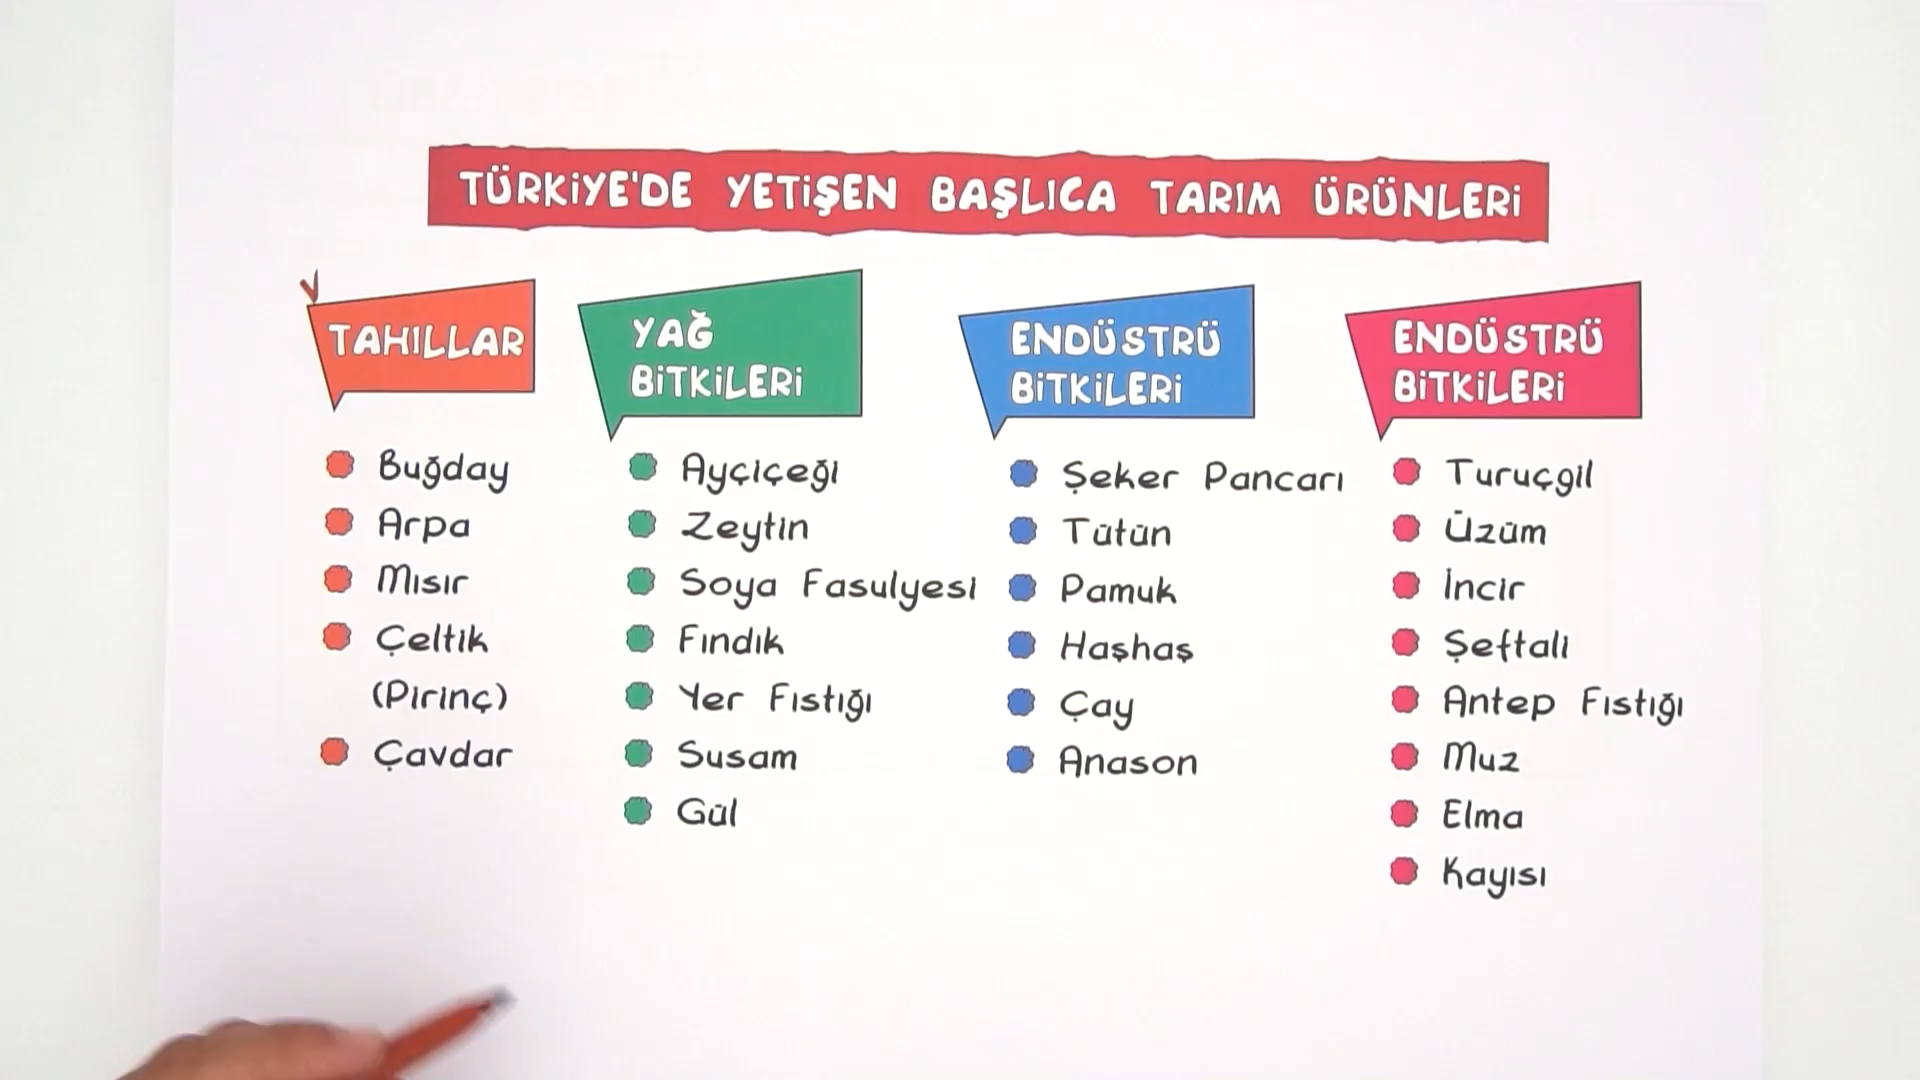 TÜRKİYE'DE YETİŞEN BAŞLICA TARIM ÜRÜNLERİ
TAHILLAR
Buğday
Arpa
Mısır
Çeltik
(Pirinç)
Çavdar
YAĞ
BİTKİLERİ
Ayçiçeği
Zeytin
Soya Fasulyesi
Fındık
Yer Fıstığı
Susam
Gül
ENDÜSTRÜ
BİTKİLERİ
Şeker Pancarı
Tütün
Pamuk
Haşhaş
Çay
Anason
ENDÜSTRÜ
BİTKİLERİ
Turuçgil
Üzüm
İncir
Şeftali
Antep Fıstığı
Muz
Elma
Kayısı